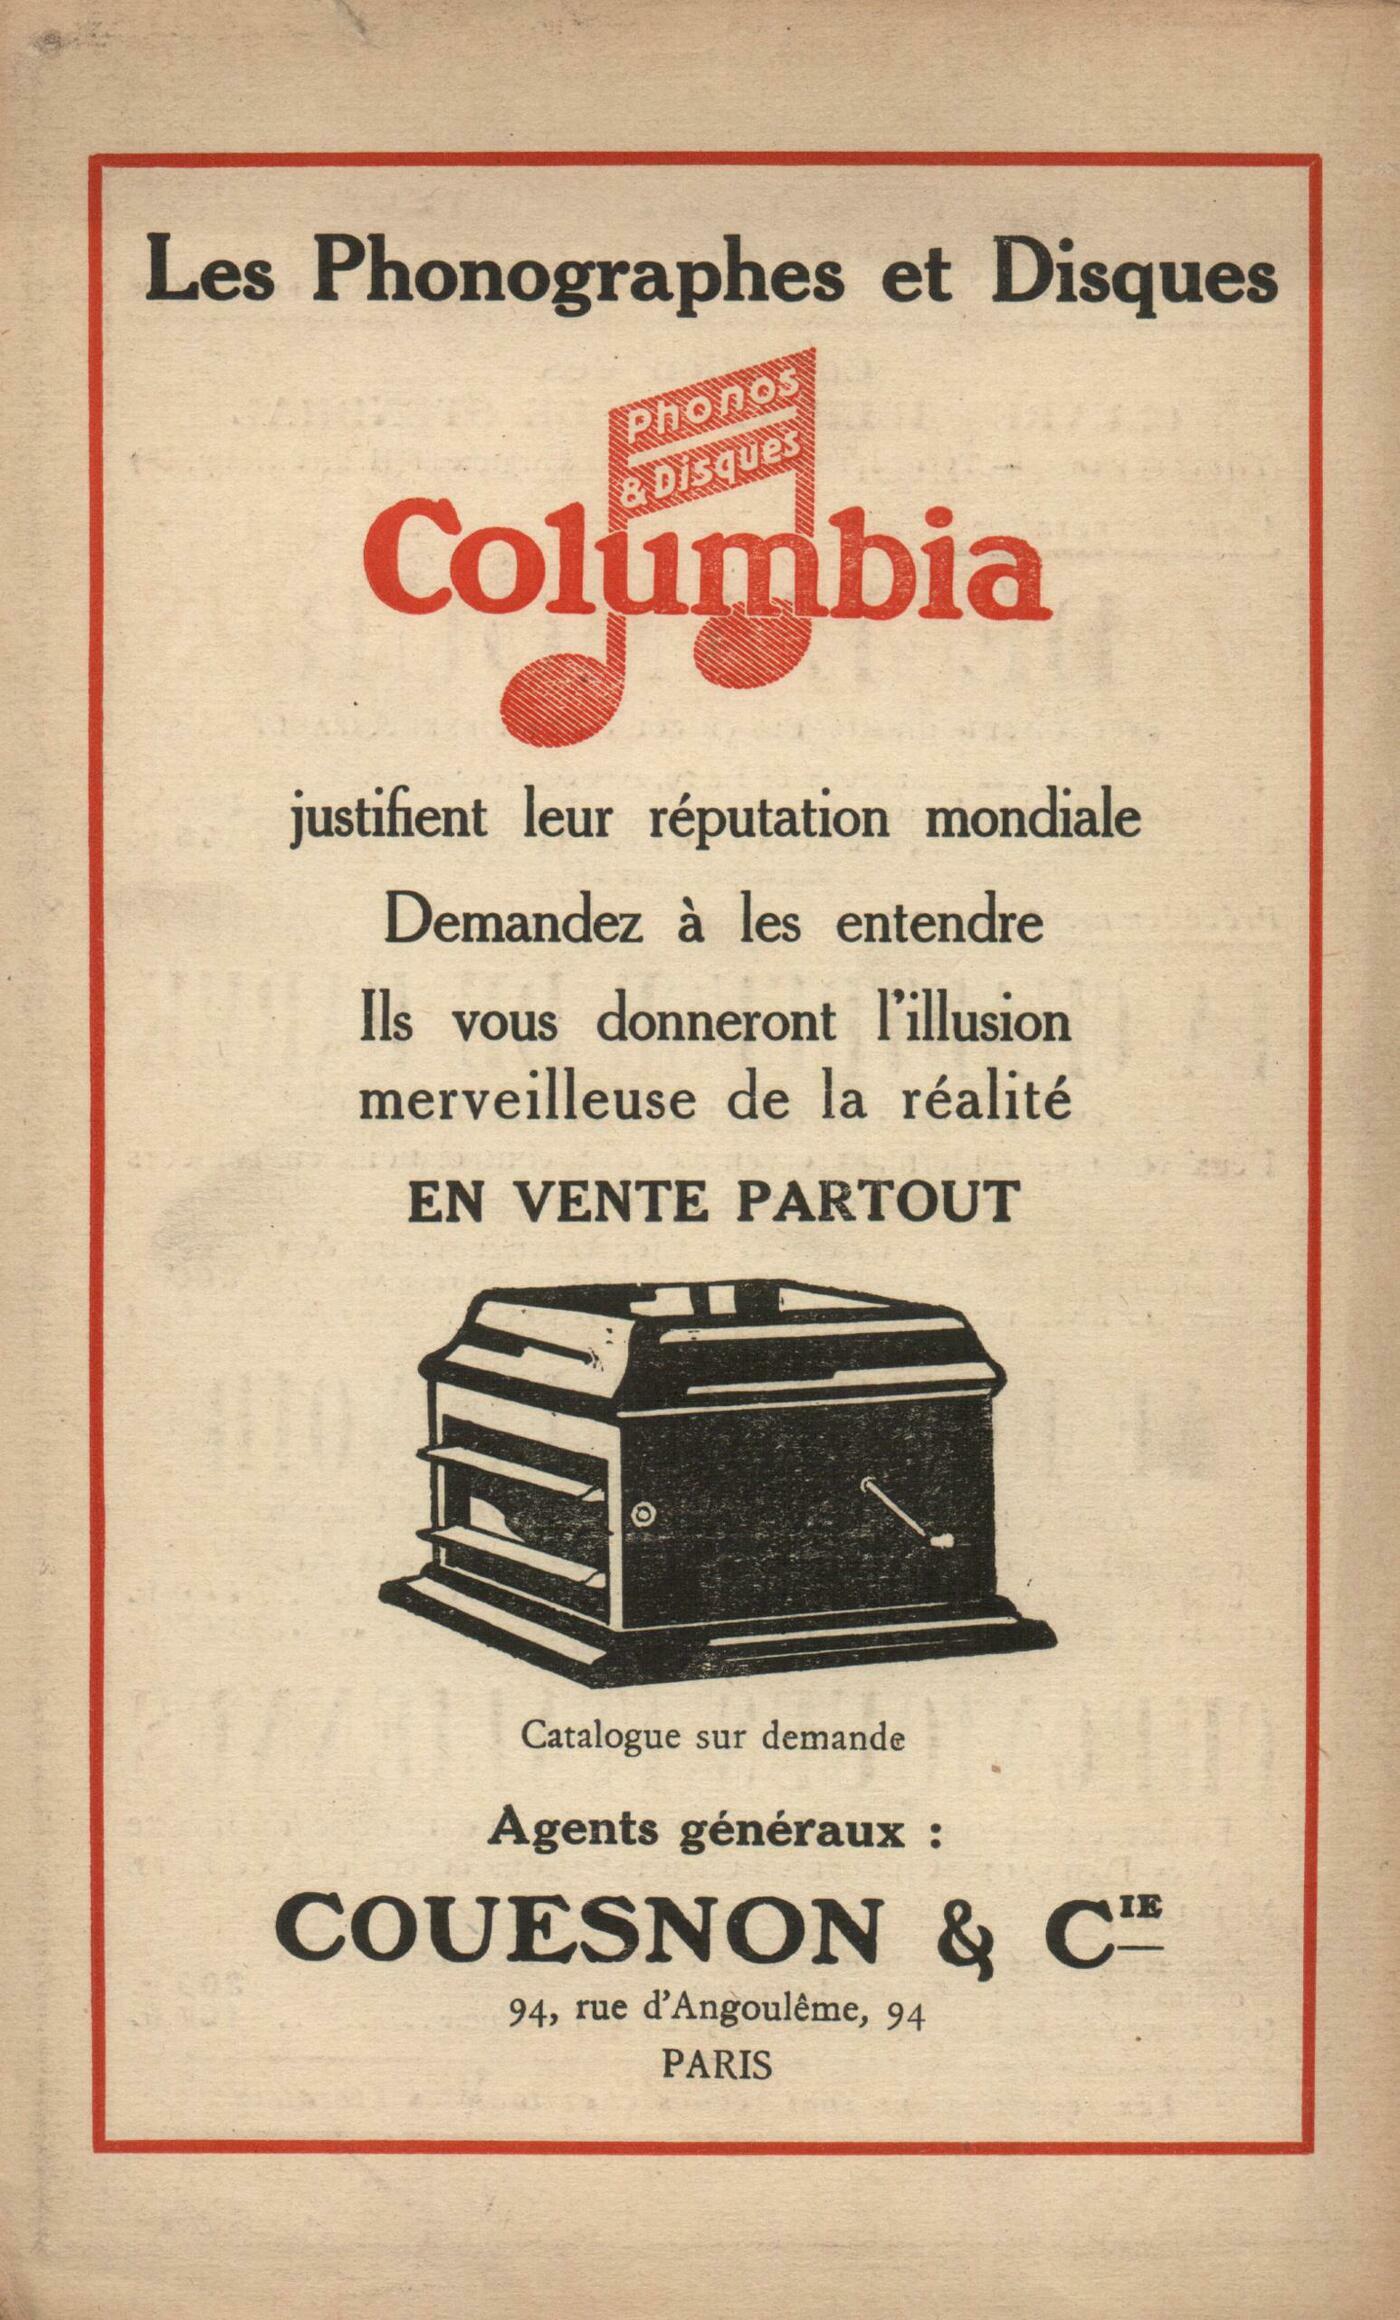 Les Phonographes et Disques
Phonos
& Disques
Columbia
justifient leur réputation mondiale
Demandez à les entendre
Ils vous donneront l'illusion
merveilleuse de la réalité
EN VENTE PARTOUT
Catalogue sur demande
Agents généraux :
COUESNON & CIE
94, rue d'Angoulême, 94
PARIS